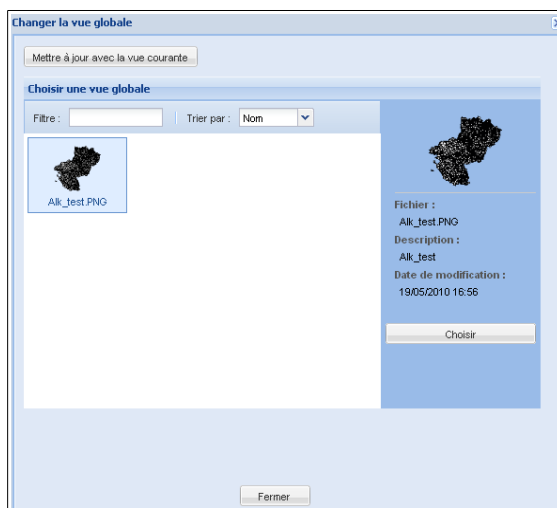 Changer la vue globale
Mettre à jour avec la vue courante
Choisir une vue globale
Filtre : Trier par : Nom
Alk_test.PNG
Fichier :
Alk_test.PNG
Description :
Alk_test
Date de modification :
19/05/2010 16:56
Choisir
Fermer